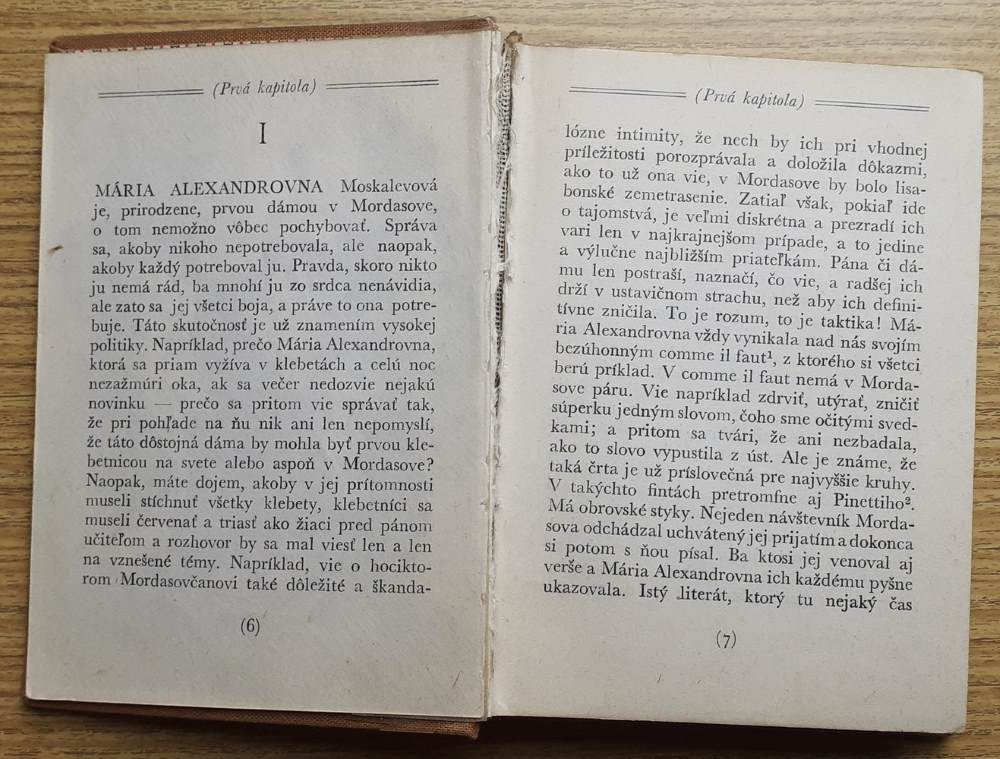 (Prvá kapitola)
I
MÁRIA ALEXANDROVNA Moskalevová
je, prirodzene, prvou dámou v Mordasove,
o tom nemožno vôbec pochybovať. Správa
sa, akoby nikoho nepotrebovala, ale naopak,
akoby každý potreboval ju. Pravda, skoro nikto
ju nemá rád, ba mnohí ju zo srdca nenávidia,
ale zato sa jej všetci boja, a práve to ona potre-
buje. Táto skutočnosť je už znamením vysokej
politiky. Napríklad, prečo Mária Alexandrovna,
ktorá sa priam vyžíva v klebetách a celú noc
nezažmúri oka, ak sa večer nedozvie nejakú
novinku — prečo sa pritom vie správať tak,
že pri pohľade na ňu nik ani len nepomyslí,
že táto dôstojná dáma by mohla byť prvou kle-
betnicou na svete alebo aspoň v Mordasove?
Naopak, máte dojem, akoby v jej prítomnosti
museli stíchnuť všetky klebety, klebetníci sa
museli červenať a triasť ako žiaci pred pánom
učiteľom a rozhovor by sa mal viesť len a len
na vznešené témy. Napríklad, vie o hociktor-
rom Mordasovčanovi také dôležité a škanda-
(6)
(Prvá kapitola)
lózne intimity, že nech by ich pri vhodnej
príležitosti porozprávala a doložila dôkazmi,
ako to už ona vie, v Mordasove by bolo lisa-
bonské zemetrasenie. Zatiaľ však, pokiaľ ide
o tajomstvá, je veľmi diskrétna a prezradí ich
vari len v najkrajnejšom prípade, a to jedine
a výlučne najbližším priateľkám. Pána či dá-
mu len postraší, naznačí, čo vie, a radšej ich
drží v ustavičnom strachu, než aby ich defini-
tívne zničila. To je rozum, to je taktika! Má-
ria Alexandrovna vždy vynikala nad nás svojím
bezúhonným comme il faut¹, z ktorého si všetci
berú príklad. V comme il faut nemá v Morda-
sove páru. Vie napríklad zdrviť, utýrať, zničiť
súperku jedným slovom, čoho sme očitými sved-
kami; a pritom sa tvári, že ani nezbadala,
ako to slovo vypustila z úst. Ale je známe, že
taká črta je už príslovečná pre najvyššie kruhy.
V takýchto fintách pretromfne aj Pinettiho².
Má obrovské styky. Nejeden návštevník Morda-
sova odchádzal uchvátený jej prijatím a dokonca
si potom s ňou písal. Ba ktosi jej venoval aj
verše a Mária Alexandrovna ich každému pyšne
ukazovala. Istý literát, ktorý tu nejaký čas
(7)